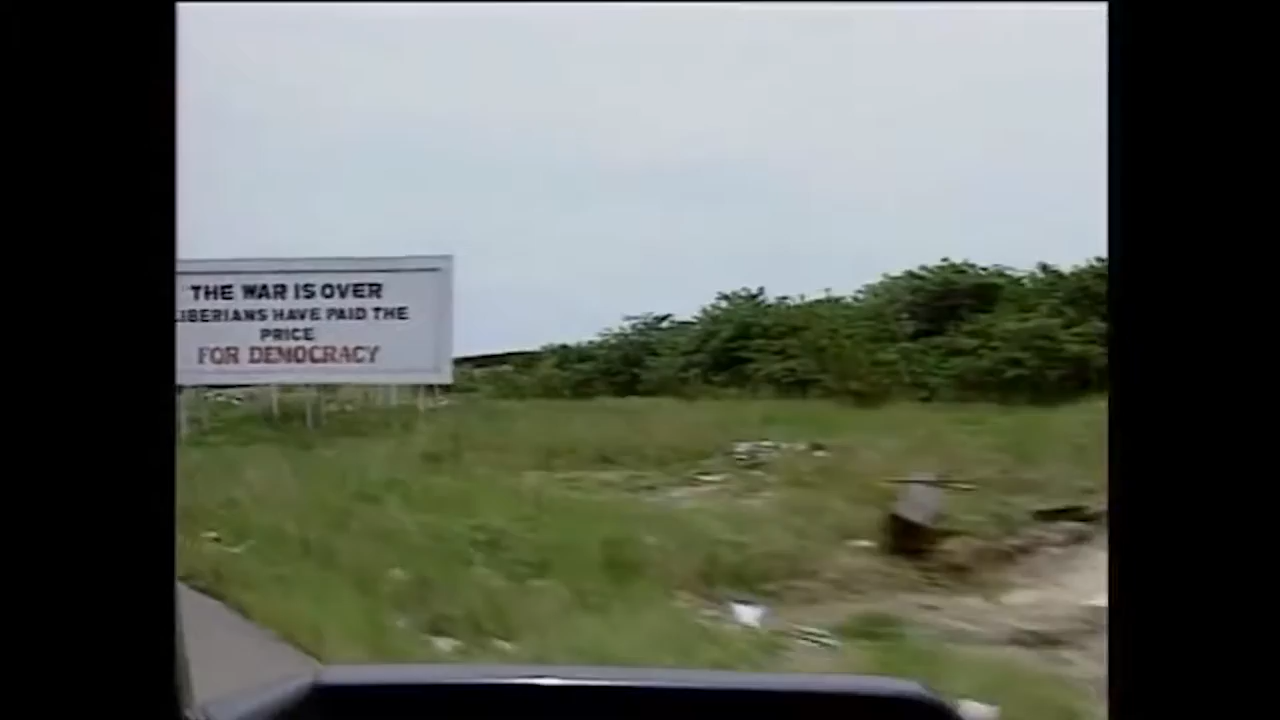 THE WAR IS OVER
IBERIANS HAVE PAID THE
PRICE
FOR DEMOCRACY